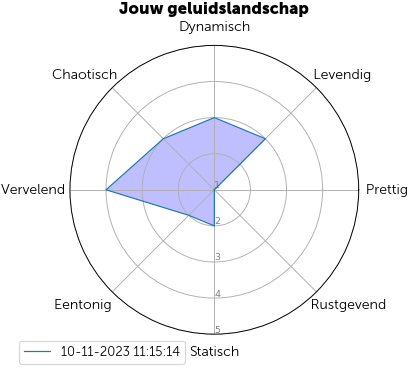 Jouw geluidslandschap
Dynamisch
Chaotisch
Levendig
Vervelend
Prettig
1
2
3
4
5
Eentonig
Rustgevend
Statisch
10-11-2023 11:15:14